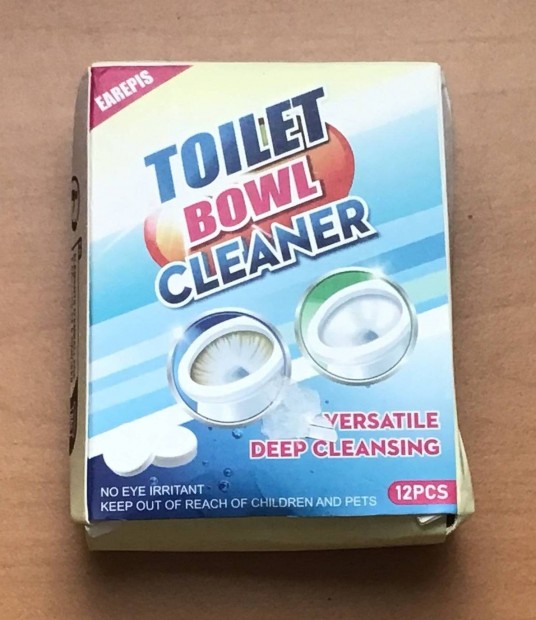 EAREPIS
TOILET
BOWL
CLEANER
VERSATILE
DEEP CLEANSING
NO EYE IRRITANT
KEEP OUT OF REACH OF CHILDREN AND PETS
12PCS